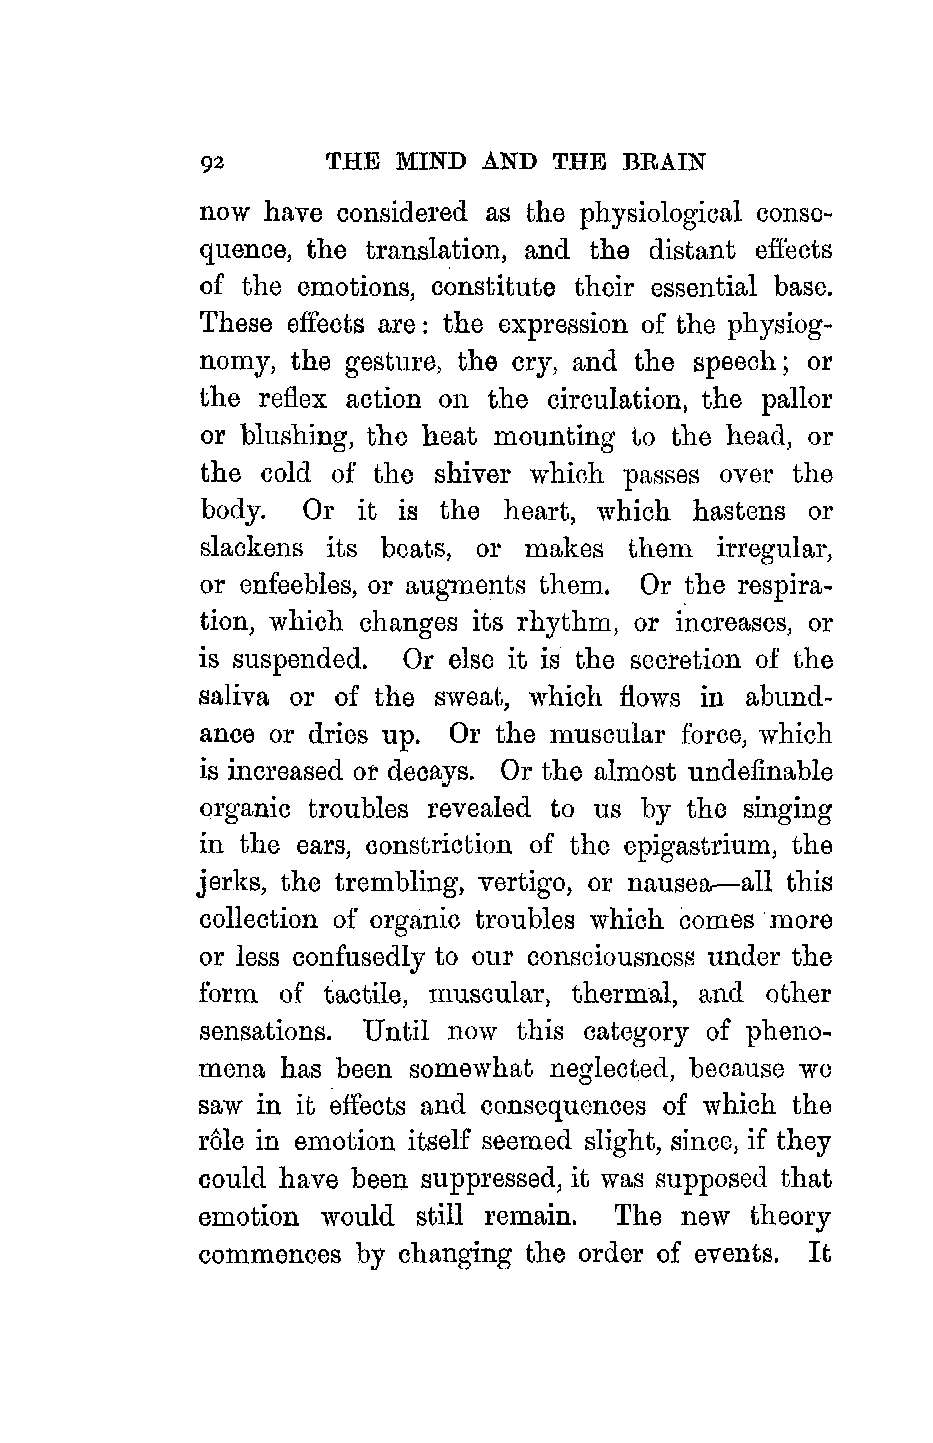 92 THE MIND AND THE BRAIN
now have considered as the physiological conse-
quence, the translation, and the distant effects
of the emotions, constitute their essential base.
These effects are: the expression of the physiog-
nomy, the gesture, the cry, and the speech; or
the reflex action on the circulation, the pallor
or blushing, the heat mounting to the head, or
the cold of the shiver which passes over the
body. Or it is the heart, which hastens or
slackens its beats, or makes them irregular,
or enfeebles, or augments them. Or the respira-
tion, which changes its rhythm, or increases, or
is suspended. Or else it is the secretion of the
saliva or of the sweat, which flows in abund-
ance or dries up. Or the muscular force, which
is increased or decays. Or the almost undefinable
organic troubles revealed to us by the singing
in the ears, constriction of the epigastrium, the
jerks, the trembling, vertigo, or nausea—all this
collection of organic troubles which comes more
or less confusedly to our consciousness under the
form of tactile, muscular, thermal, and other
sensations. Until now this category of pheno-
mena has been somewhat neglected, because we
saw in it effects and consequences of which the
rôle in emotion itself seemed slight, since, if they
could have been suppressed, it was supposed that
emotion would still remain. The new theory
commences by changing the order of events. It